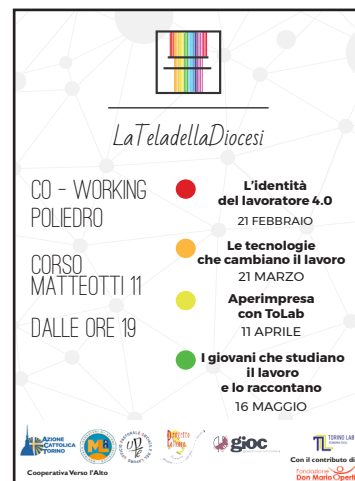 LaTeladellaDiocesi
CO - WORKING
POLIEDRO
CORSO
MATTEOTTI 11
DALLE ORE 19
L'identità
del lavoratore 4.0
21 FEBBRAIO
Le tecnologie
che cambiano il lavoro
21 MARZO
Aperimpresa
con ToLab
11 APRILE
I giovani che studiano
il lavoro
e lo raccontano
16 MAGGIO
AZIONE
CATTOLICA
TORINO
gioc
TORINO LAB
Cooperativa Verso l'Alto
Con il contributo di
Fondazione
Don Mario Operti